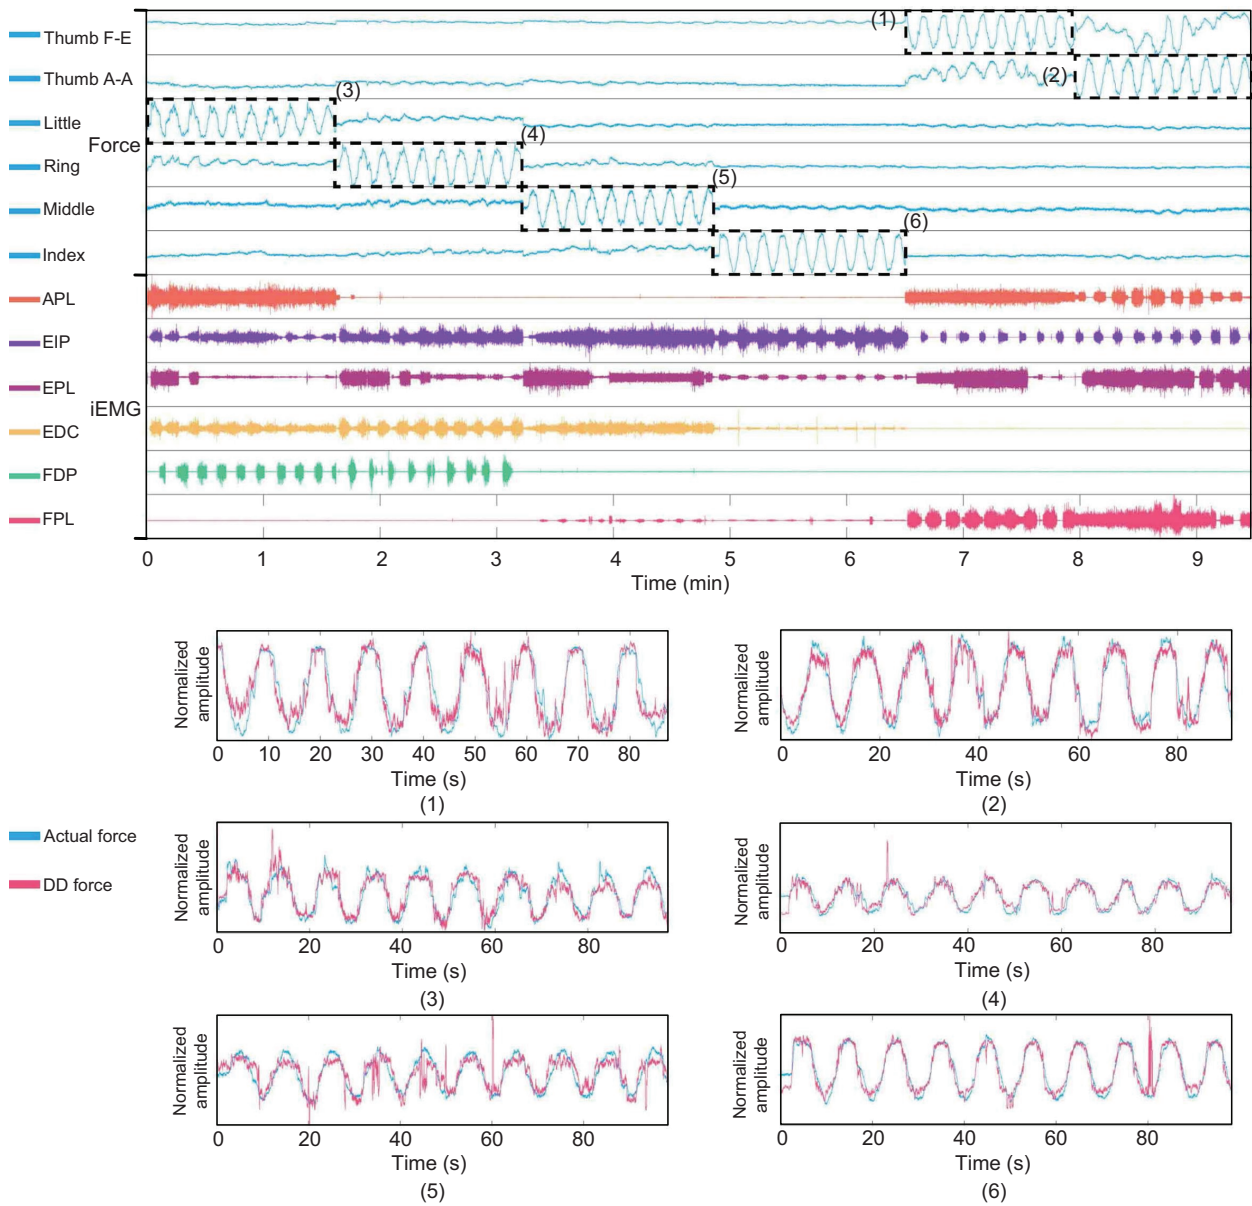 Thumb F-E
(1)
Thumb A-A
(2)
Little
(3)
Force
Ring
(4)
Middle
(5)
Index
(6)
APL
EIP
EPL
iEMG
EDC
FDP
FPL
0 1 2 3 4 5 6 7 8 9
Time (min)
Normalized
amplitude
0 10 20 30 40 50 60 70 80
Time (s)
(1)
Normalized
amplitude
0 20 40 60 80
Time (s)
(2)
Actual force
DD force
Normalized
amplitude
0 20 40 60 80
Time (s)
(3)
Normalized
amplitude
0 20 40 60 80
Time (s)
(4)
Normalized
amplitude
0 20 40 60 80
Time (s)
(5)
Normalized
amplitude
0 20 40 60 80
Time (s)
(6)